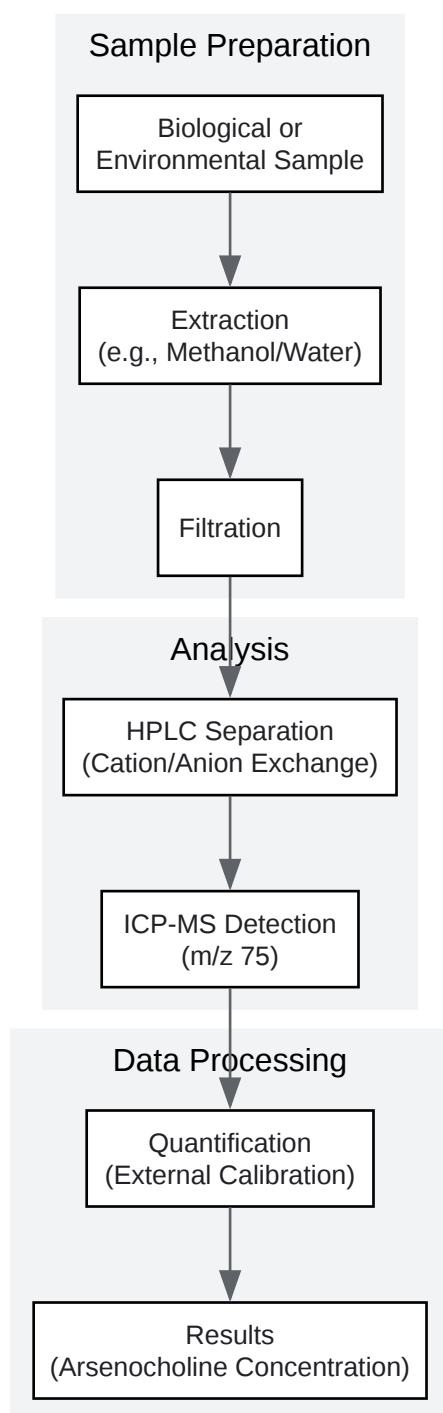 Sample Preparation
Biological or
Environmental Sample
Extraction
(e.g., Methanol/Water)
Filtration
Analysis
HPLC Separation
(Cation/Anion Exchange)
ICP-MS Detection
(m/z 75)
Data Processing
Quantification
(External Calibration)
Results
(Arsenocholine Concentration)